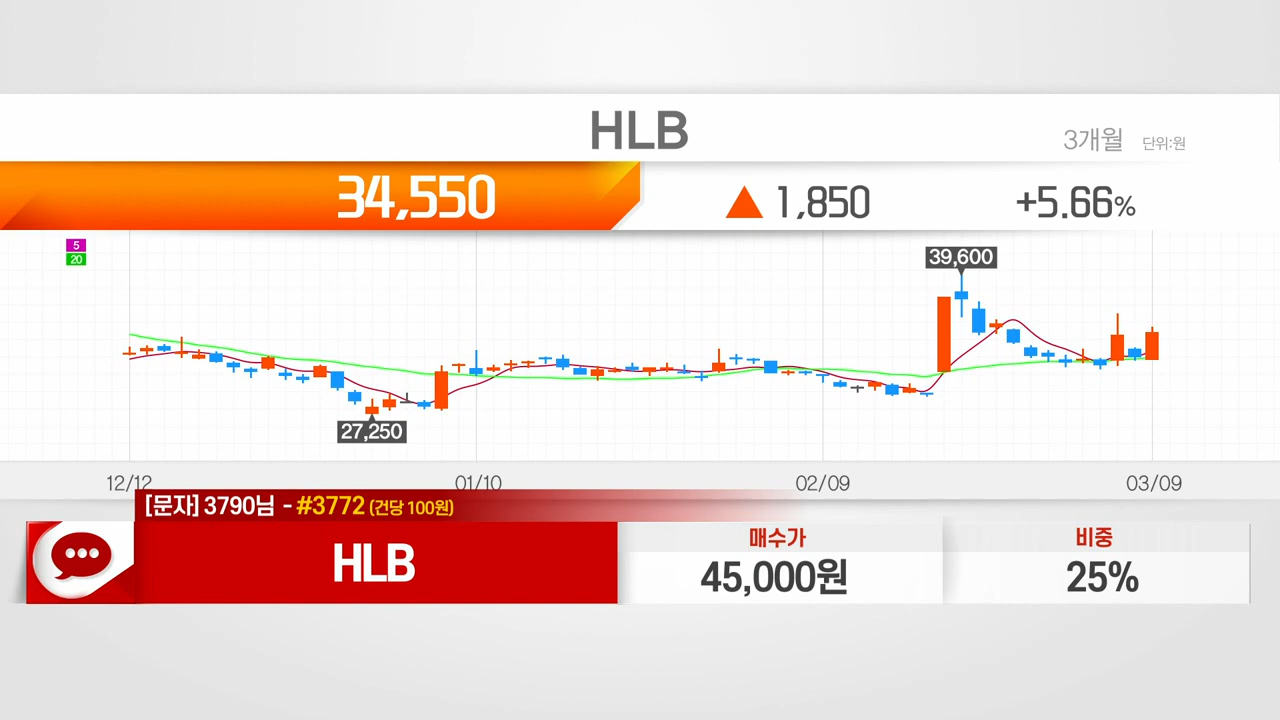 HLB
3개월 단위:원
34,550 ▲ 1,850 +5.66%
5
20
39,600
27,250
12/12 01/10 02/09 03/09
[문자] 3790님 - #3772 (건당 100원)
매수가 비중
HLB 45,000원 25%